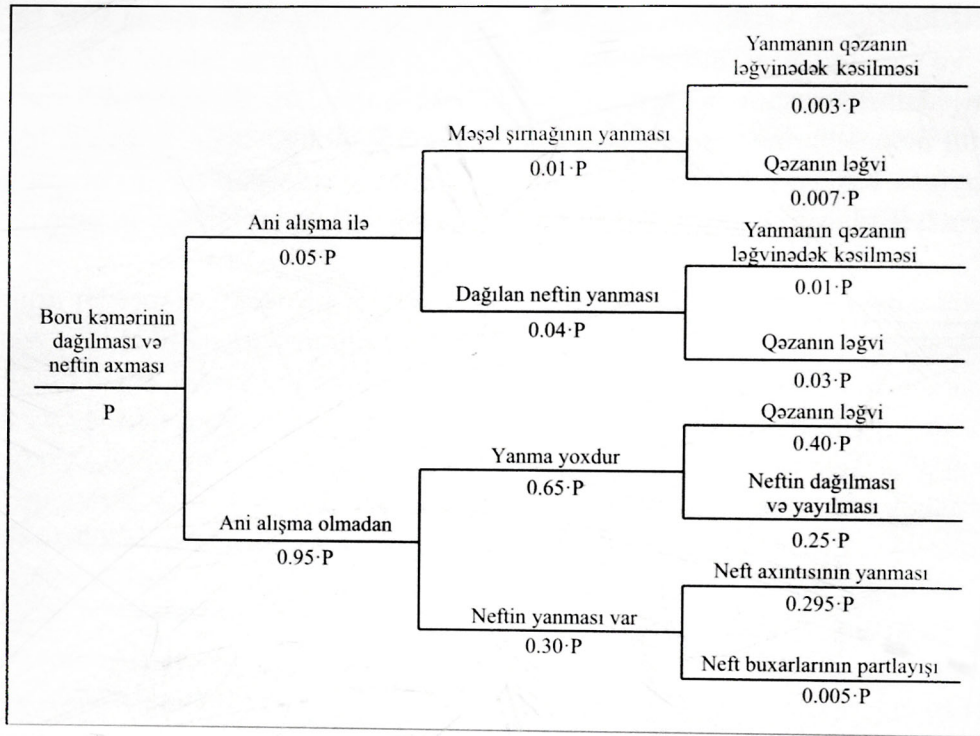 Yanmanın qəzanın
ləğvinədək kəsilməsi
0.003·P
Məşəl şırnağının yanması
0.01·P
Qəzanın ləğvi
0.007·P
Ani alışma ilə
0.05·P
Yanmanın qəzanın
ləğvinədək kəsilməsi
0.01·P
Dağılan neftin yanması
0.04·P
Qəzanın ləğvi
0.03·P
Boru kəmərinin
dağılması və
neftin axması
P
Qəzanın ləğvi
0.40·P
Yanma yoxdur
0.65·P
Neftin dağılması
və yayılması
0.25·P
Ani alışma olmadan
0.95·P
Neft axıntısının yanması
0.295·P
Neftin yanması var
0.30·P
Neft buxarlarının partlayışı
0.005·P